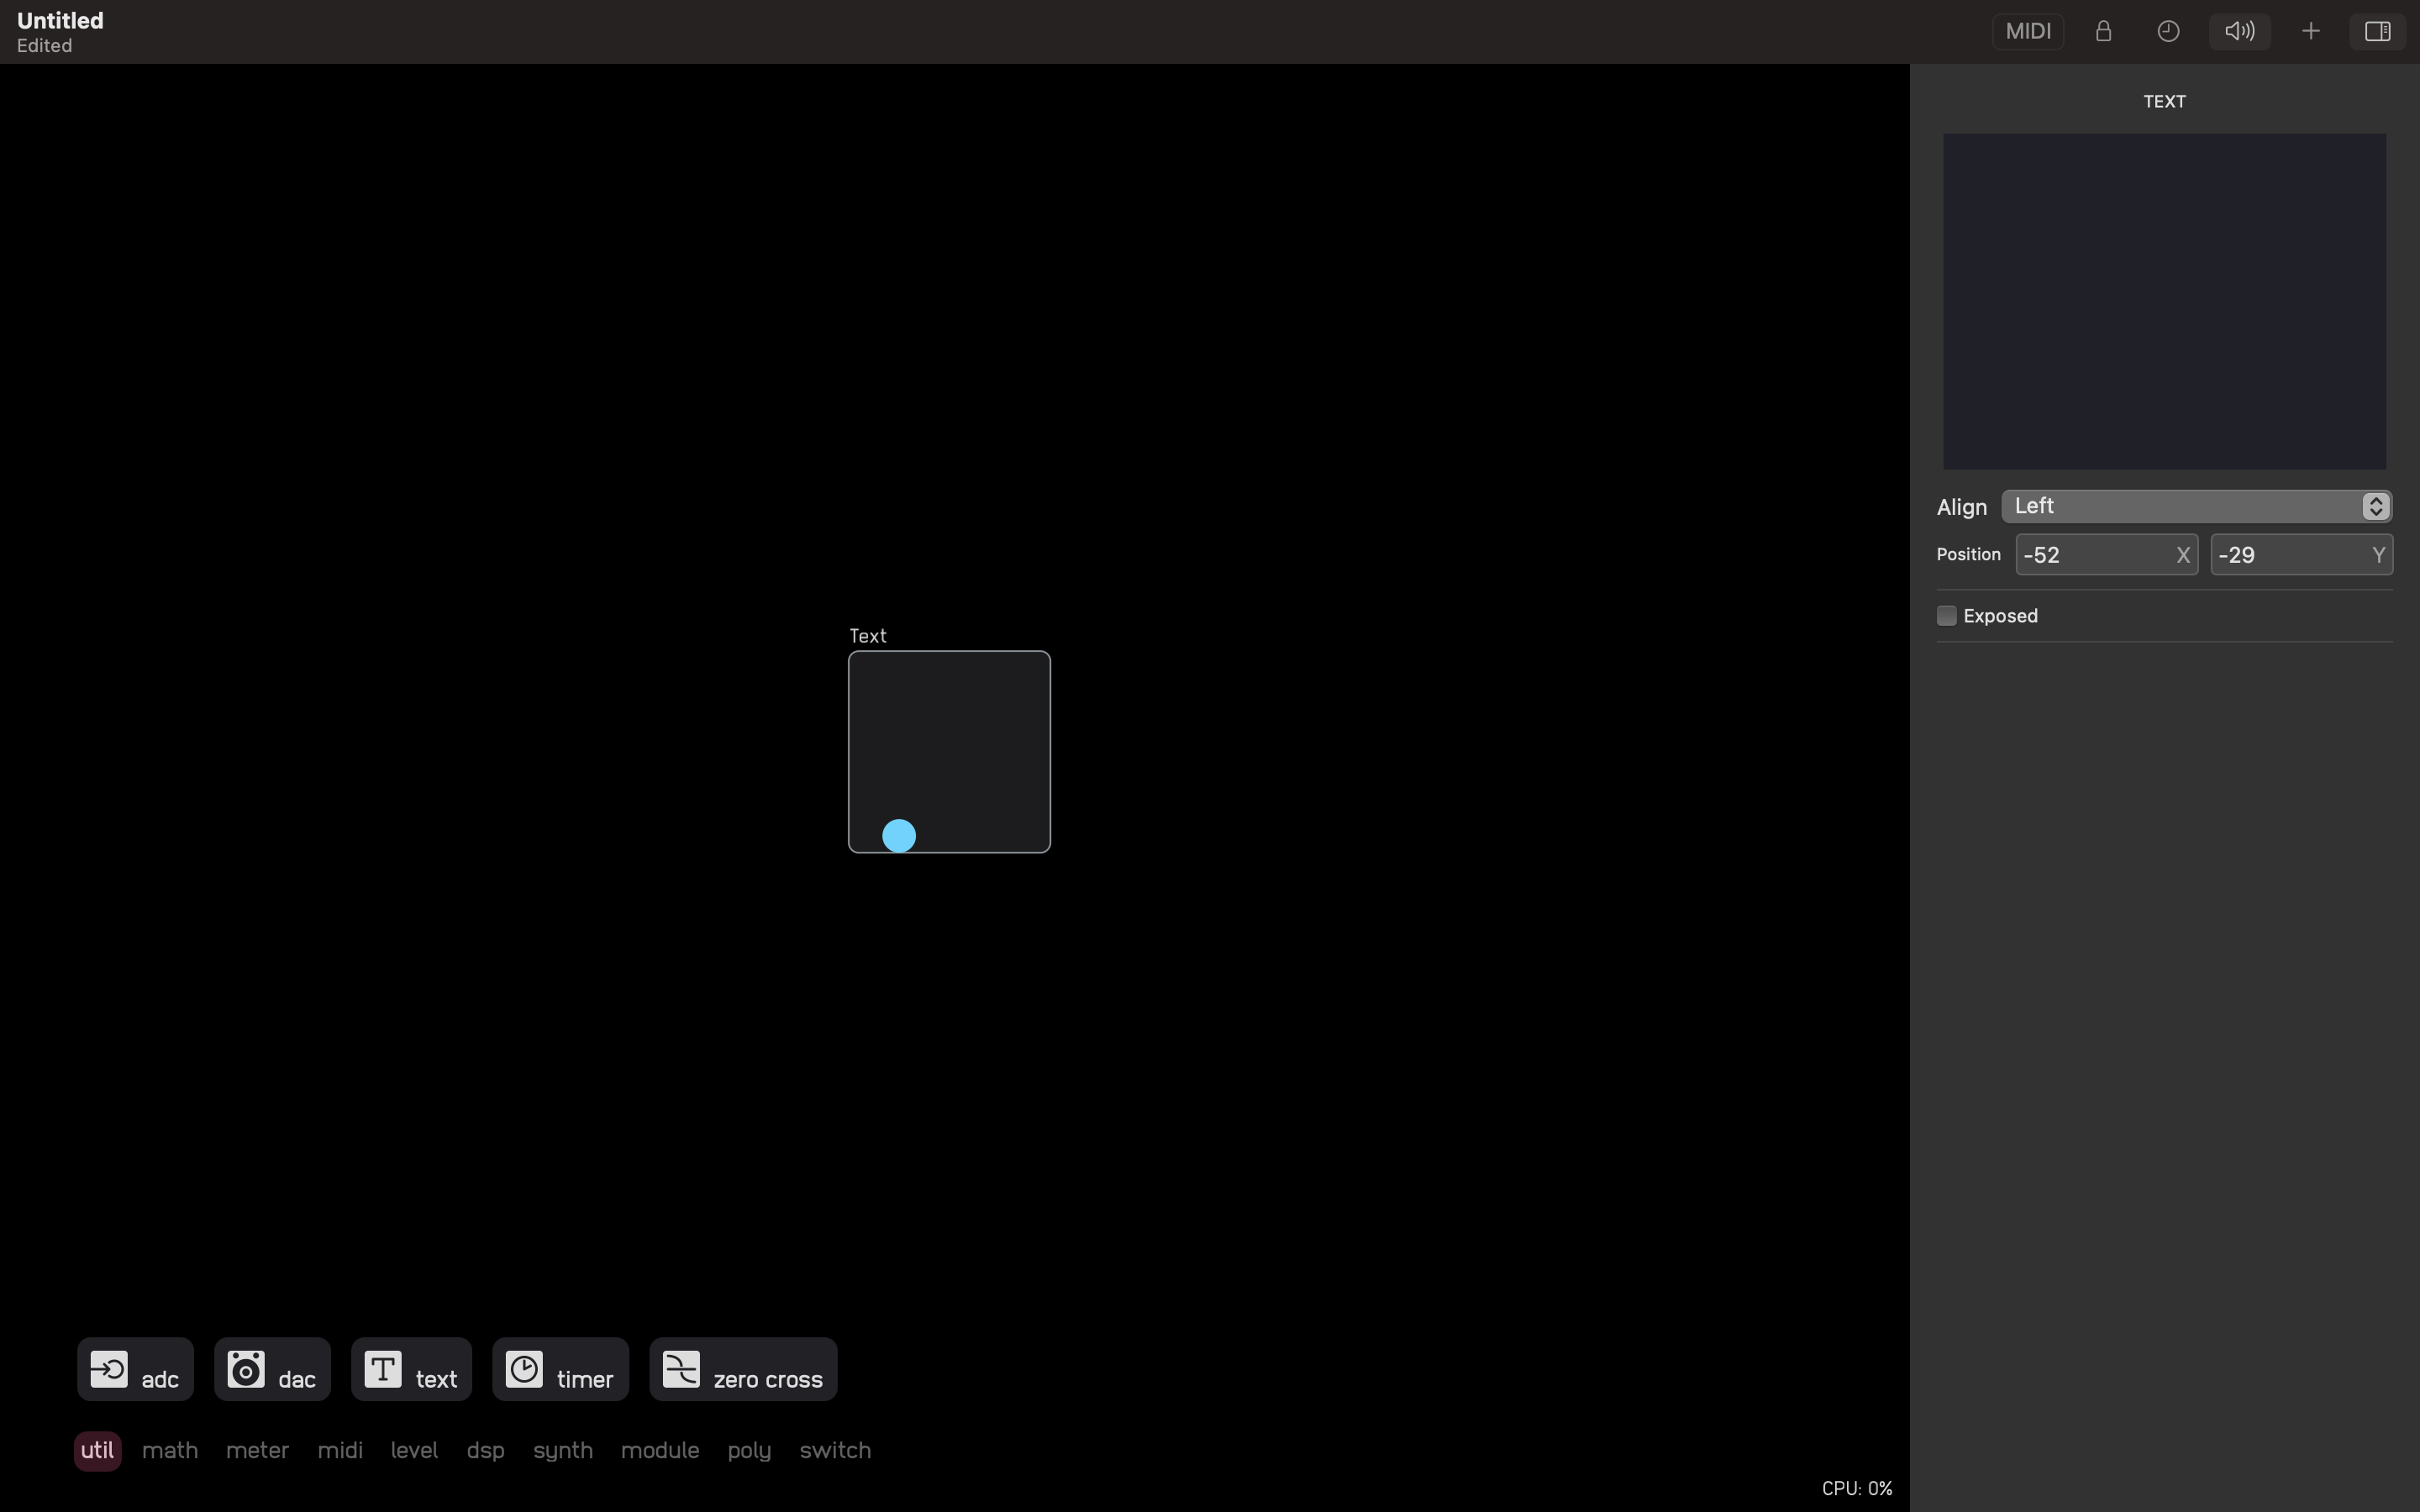 Untitled
Edited
MIDI
TEXT
Align Left
Position -52 X -29 Y
Exposed
Text
adc dac text timer zero cross
util math meter midi level dsp synth module poly switch
CPU: 0%